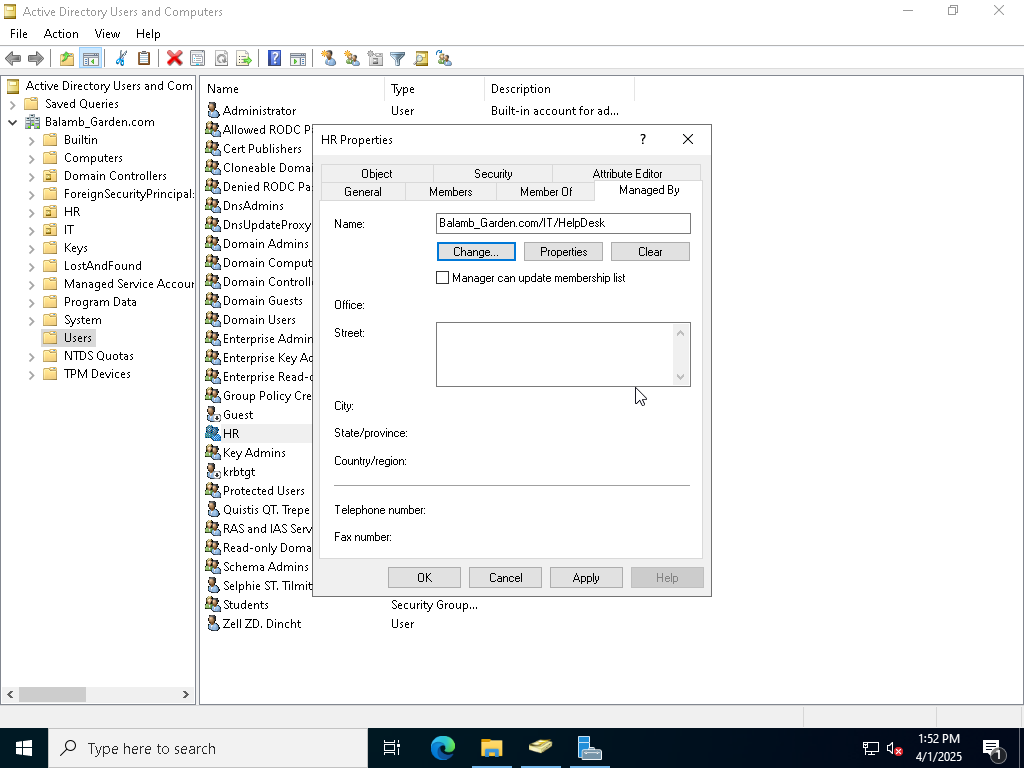 Active Directory Users and Computers
File Action View Help
Active Directory Users and Com
Saved Queries
Balamb_Garden.com
Builtin
Computers
Domain Controllers
ForeignSecurityPrincipal:
HR
IT
Keys
LostAndFound
Managed Service Accour
Program Data
System
Users
NTDS Quotas
TPM Devices
Name Type Description
Administrator User Built-in account for ad...
Allowed RODC P
Cert Publishers
Cloneable Domai
Denied RODC Pa
DnsAdmins
DnsUpdateProxy
Domain Admins
Domain Comput
Domain Controll
Domain Guests
Domain Users
Enterprise Admin
Enterprise Key Ad
Enterprise Read-o
Group Policy Cre
Guest
HR
Key Admins
krbtgt
Protected Users
Quistis QT. Trepe
RAS and IAS Serv
Read-only Doma
Schema Admins
Selphie ST. Tilmit
Students Security Group...
Zell ZD. Dincht User
HR Properties ?
Object Security Attribute Editor
General Members Member Of Managed By
Name: Balamb_Garden.com/IT/HelpDesk
Change... Properties Clear
Manager can update membership list
Office:
Street:
City:
State/province:
Country/region:
Telephone number:
Fax number:
OK Cancel Apply Help
Type here to search
1:52 PM
4/1/2025
1